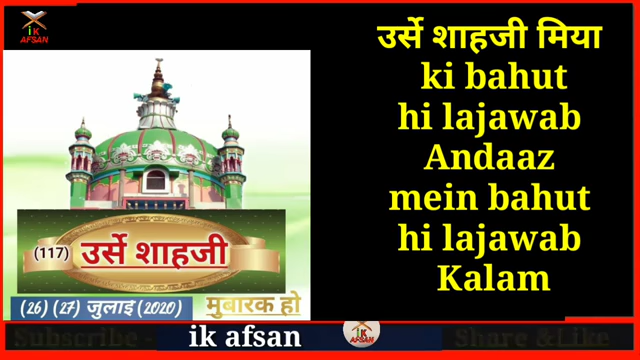 ik
AFSAN
उर्से शाहजी मिया
ki bahut
hi lajawab
Andaaz
mein bahut
hi lajawab
Kalam
(117) उर्से शाहजी
(26) (27) जुलाई (2020) मुबारक हो
Subscribe - ik afsan ik AFSAN Share & Like